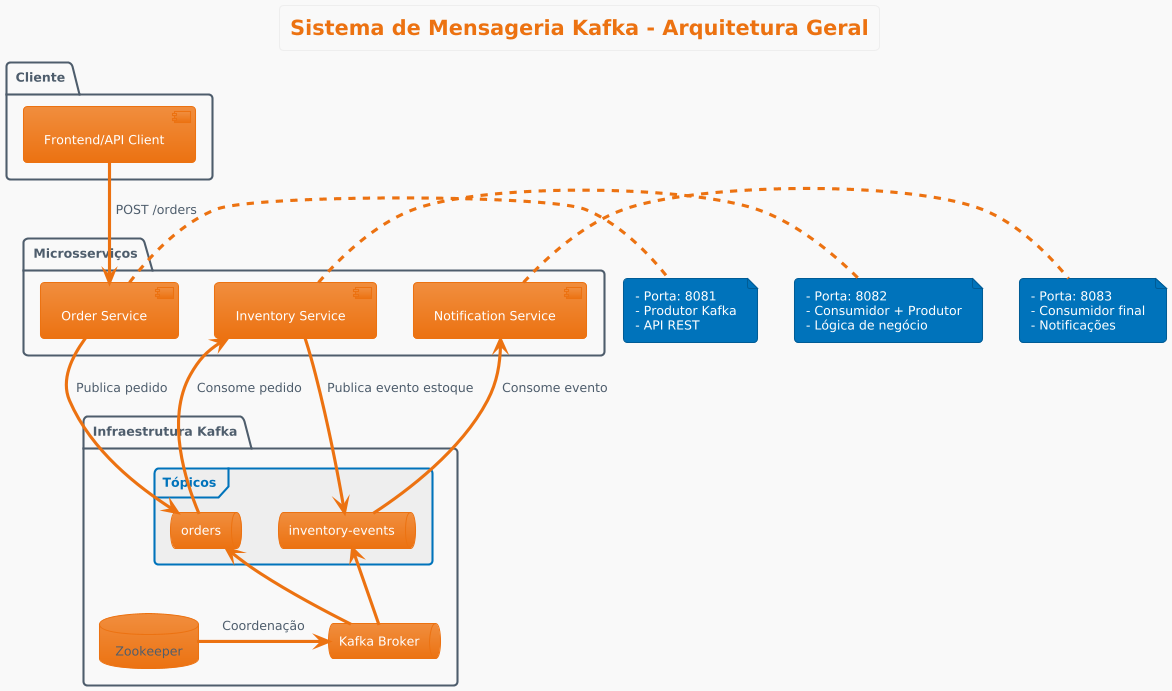 Sistema de Mensageria Kafka - Arquitetura Geral
Cliente
Frontend/API Client
POST /orders
Microsserviços
Order Service
Inventory Service
Notification Service
- Porta: 8081
- Produtor Kafka
- API REST
- Porta: 8082
- Consumidor + Produtor
- Lógica de negócio
- Porta: 8083
- Consumidor final
- Notificações
Publica pedido
Consome pedido
Publica evento estoque
Consome evento
Infraestrutura Kafka
Tópicos
orders
inventory-events
Coordenação
Zookeeper
Kafka Broker